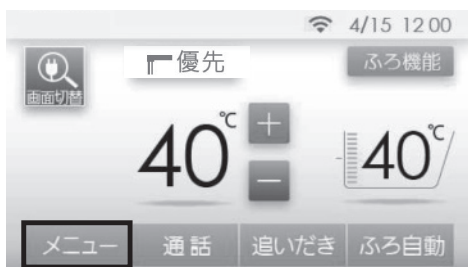 4/15 12:00
画面切替
優先
ふろ機能
40℃
+
-
40℃
メニュー
通話
追いだき
ふろ自動